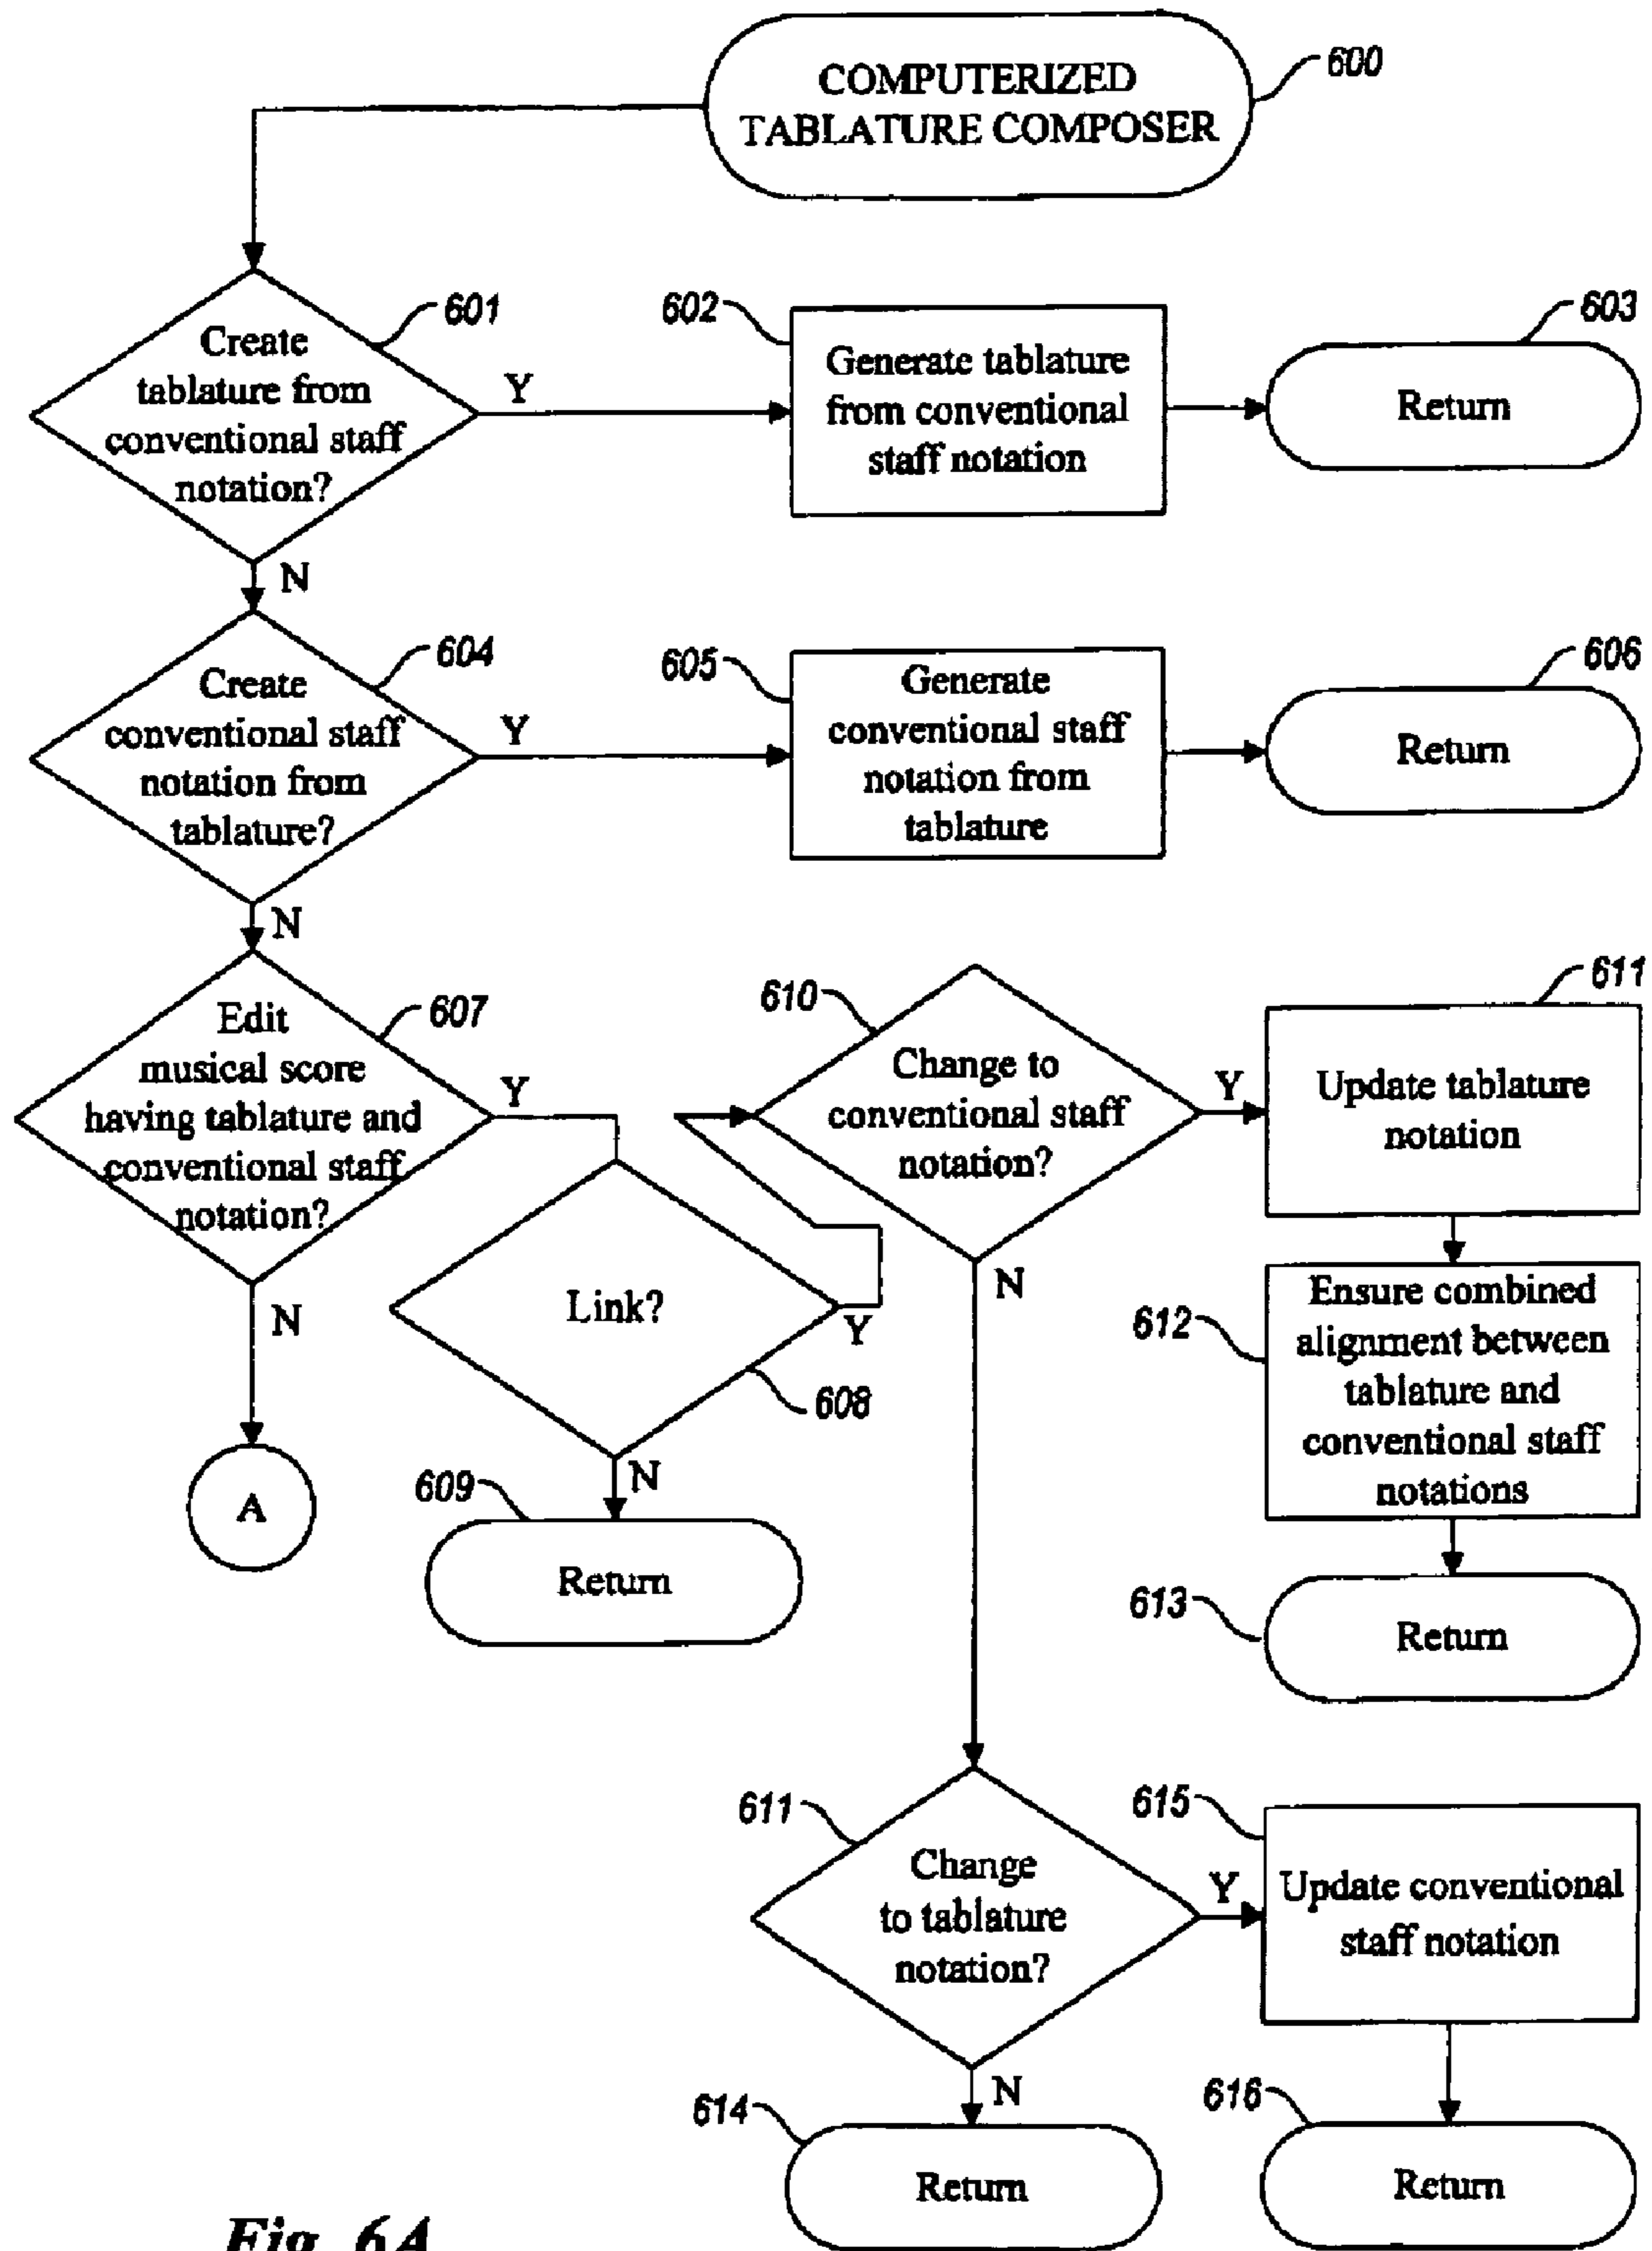 COMPUTERIZED
TABLATURE COMPOSER
600
Create
tablature from
conventional staff
notation?
601
Y
N
602
Generate tablature
from conventional
staff notation
603
Return
Create
conventional staff
notation from
tablature?
604
Y
N
605
Generate
conventional staff
notation from
tablature
606
Return
Edit
musical score
having tablature and
conventional staff
notation?
607
Y
N
A
Link?
608
Y
N
609
Return
610
Change to
conventional staff
notation?
Y
N
611
Update tablature
notation
612
Ensure combined
alignment between
tablature and
conventional staff
notations
613
Return
611
Change
to tablature
notation?
Y
N
614
Return
615
Update conventional
staff notation
616
Return
Fig. 6A